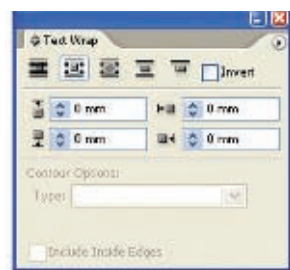 Text Wrap
Invert
0 mm 0 mm
0 mm 0 mm
Contour Options:
Type:
Include Inside Edges